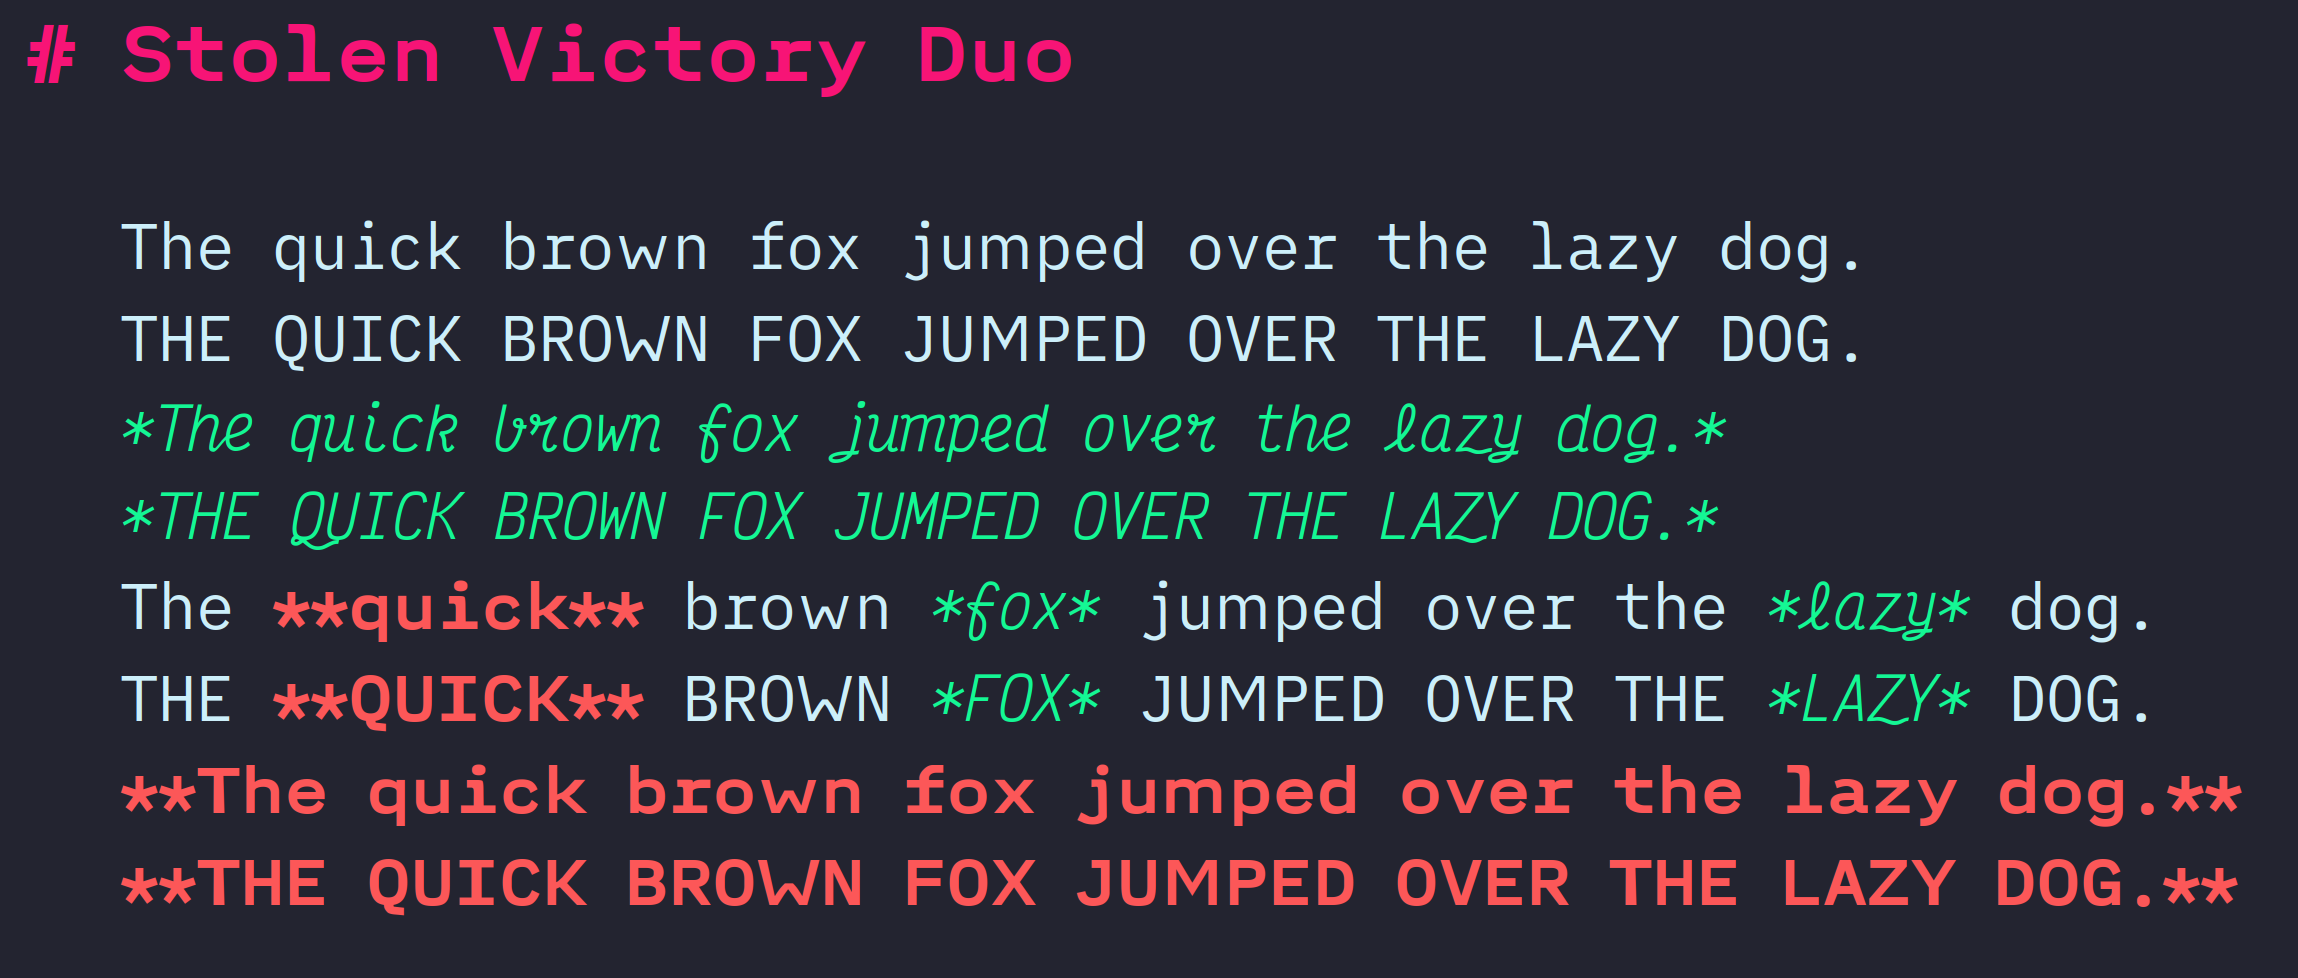 # Stolen Victory Duo
The quick brown fox jumped over the lazy dog.
THE QUICK BROWN FOX JUMPED OVER THE LAZY DOG.
*The quick brown fox jumped over the lazy dog.*
*THE QUICK BROWN FOX JUMPED OVER THE LAZY DOG.*
The **quick** brown *fox* jumped over the *lazy* dog.
THE **QUICK** BROWN *FOX* JUMPED OVER THE *LAZY* DOG.
**The quick brown fox jumped over the lazy dog.**
**THE QUICK BROWN FOX JUMPED OVER THE LAZY DOG.**